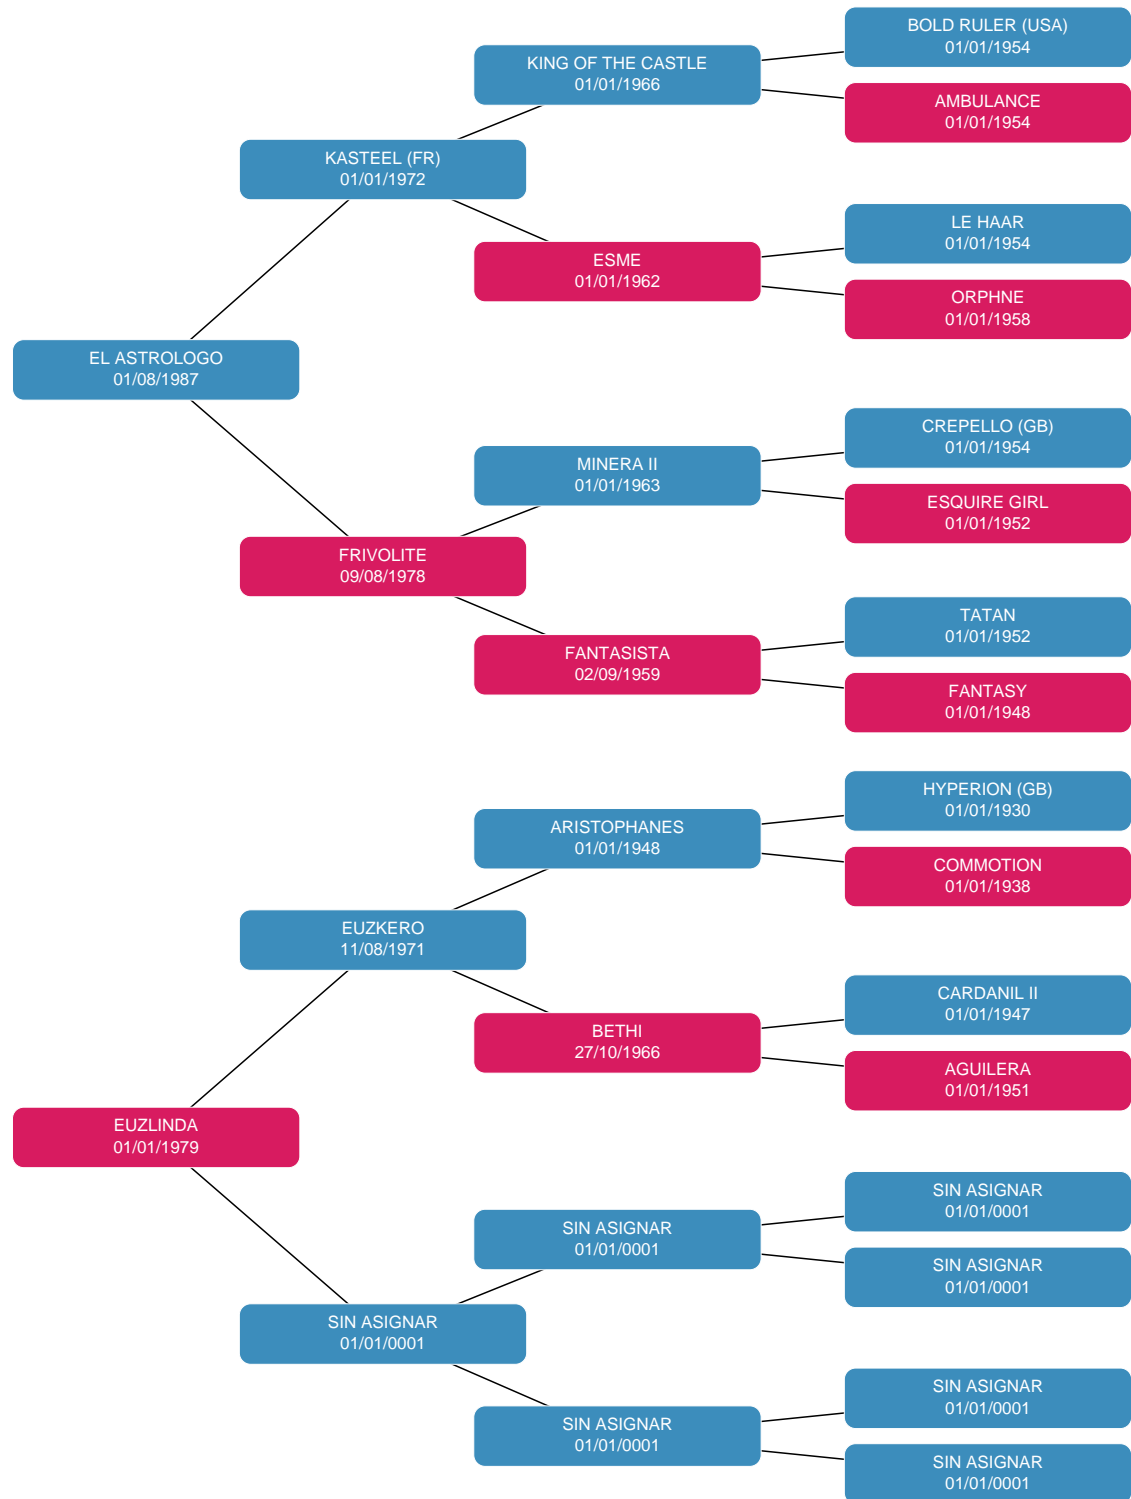 BOLD RULER (USA)
01/01/1954
KING OF THE CASTLE
01/01/1966
AMBULANCE
01/01/1954
KASTEEL (FR)
01/01/1972
LE HAAR
01/01/1954
ESME
01/01/1962
ORPHNE
01/01/1958
EL ASTROLOGO
01/08/1987
CREPELLO (GB)
01/01/1954
MINERA II
01/01/1963
ESQUIRE GIRL
01/01/1952
FRIVOLITE
09/08/1978
TATAN
01/01/1952
FANTASISTA
02/09/1959
FANTASY
01/01/1948
HYPERION (GB)
01/01/1930
ARISTOPHANES
01/01/1948
COMMOTION
01/01/1938
EUZKERO
11/08/1971
CARDANIL II
01/01/1947
BETHI
27/10/1966
AGUILERA
01/01/1951
EUZLINDA
01/01/1979
SIN ASIGNAR
01/01/0001
SIN ASIGNAR
01/01/0001
SIN ASIGNAR
01/01/0001
SIN ASIGNAR
01/01/0001
SIN ASIGNAR
01/01/0001
SIN ASIGNAR
01/01/0001
SIN ASIGNAR
01/01/0001